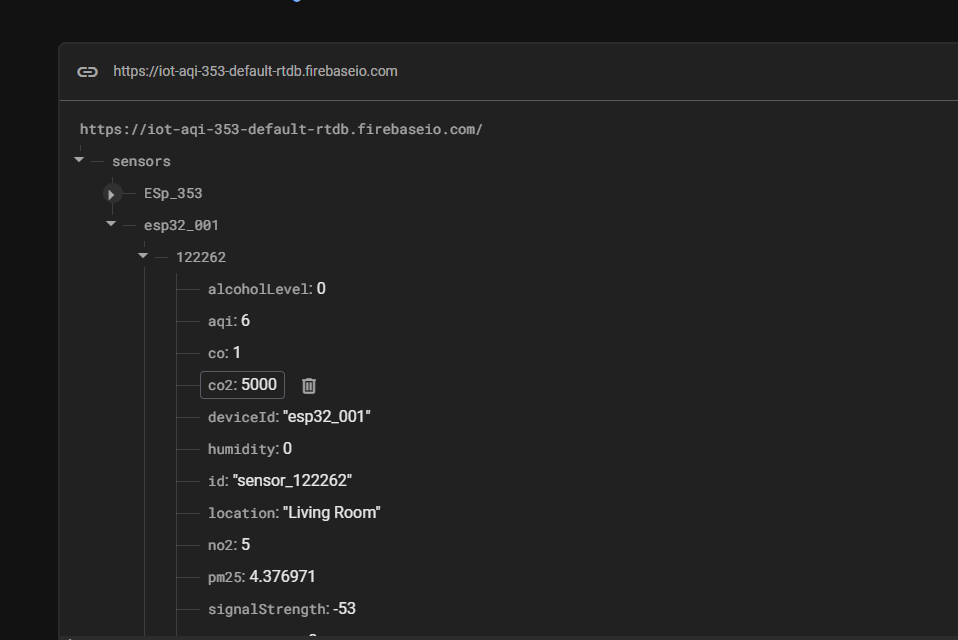 https://iot-aqi-353-default-rtdb.firebaseio.com
https://iot-aqi-353-default-rtdb.firebaseio.com/
sensors
ESp_353
esp32_001
122262
alcoholLevel: 0
aqi: 6
co: 1
co2: 5000
deviceId: "esp32_001"
humidity: 0
id: "sensor_122262"
location: "Living Room"
no2: 5
pm25: 4.376971
signalStrength: -53